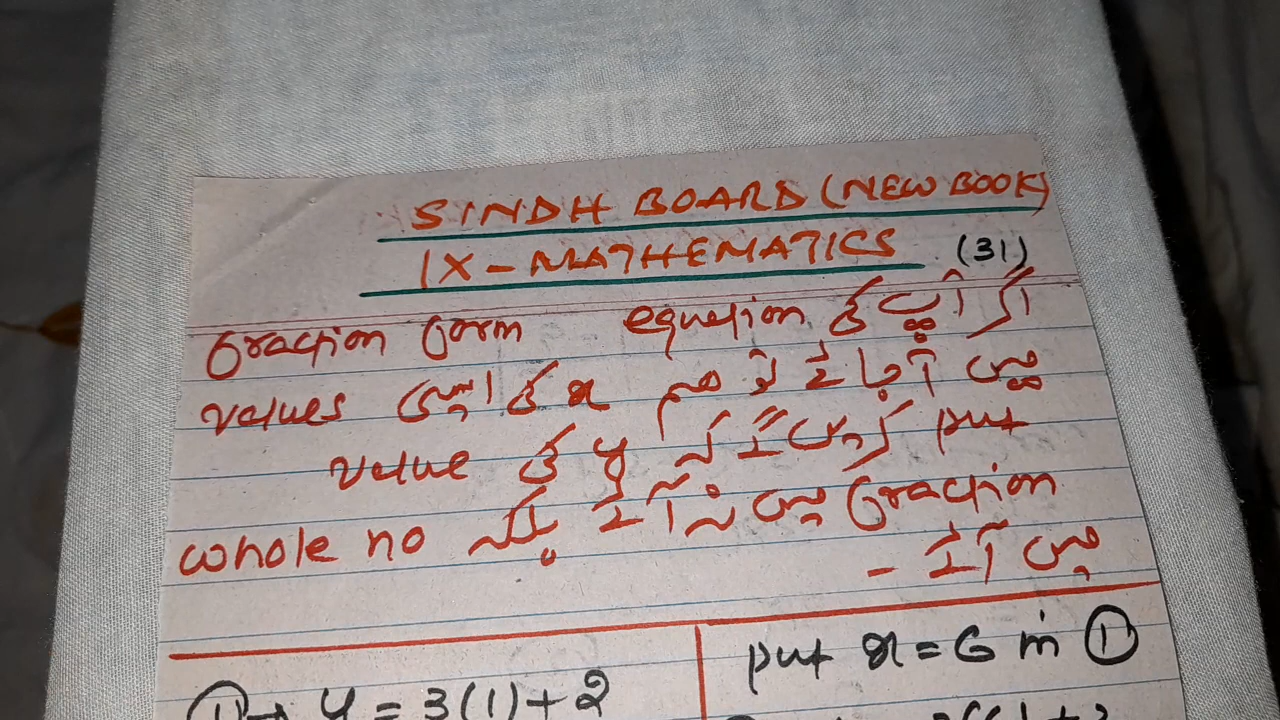 SINDH BOARD (NEW BOOK)
IX - MATHEMATICS (31)
اگر آپ کی equation fraction form
میں آجائے تو ھم x کی ایسی values
put کریں گے کہ y کی value
fraction میں نہ آئے بلکہ whole no
میں آئے -
① → y = 3(1) + 2
put x = 6 in ①